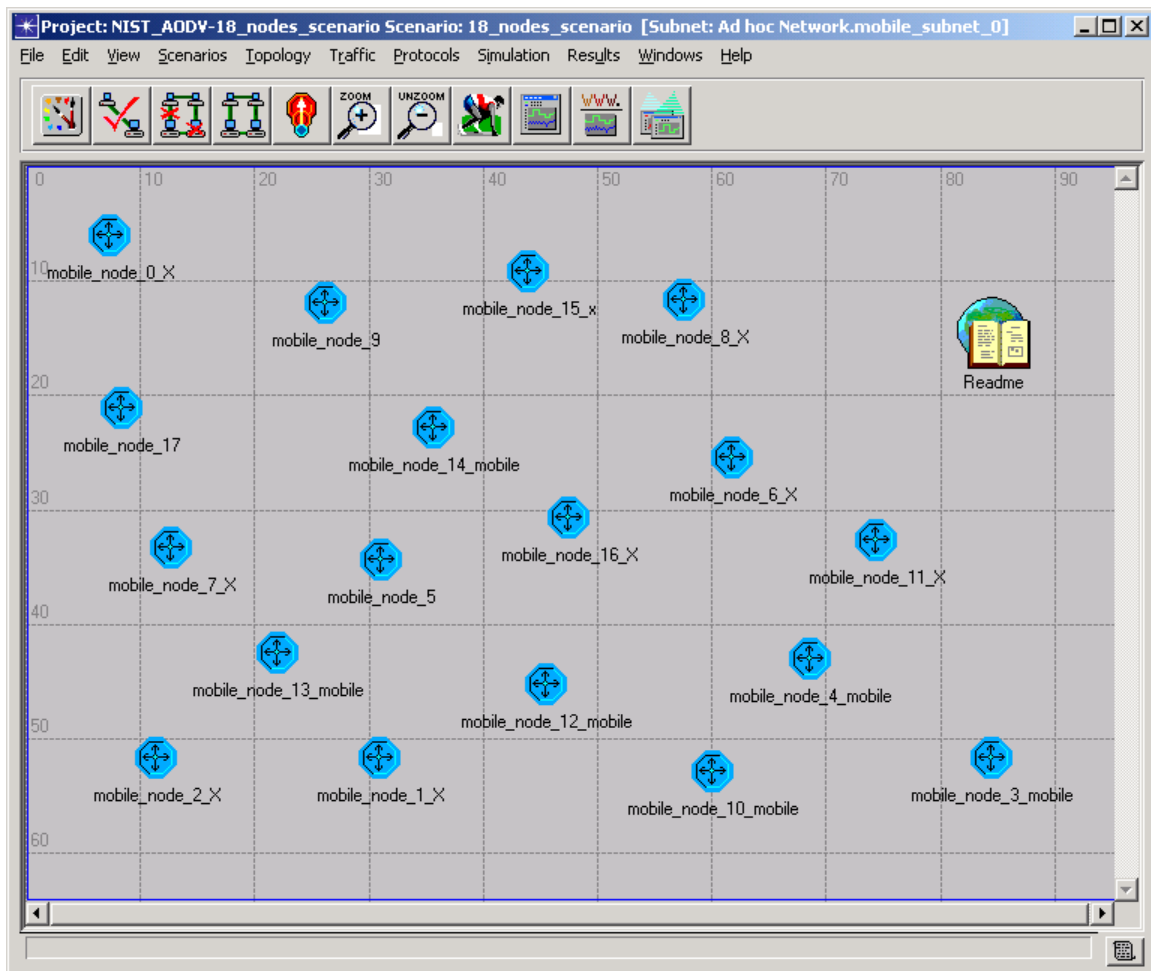 Project: NIST_AODV-18_nodes_scenario Scenario: 18_nodes_scenario [Subnet: Ad hoc Network.mobile_subnet_0]
File Edit View Scenarios Topology Traffic Protocols Simulation Results Windows Help
ZOOM UNZOOM WWW.
0 10 20 30 40 50 60 70 80 90
10
mobile_node_0_X
mobile_node_15_x
mobile_node_9
mobile_node_8_X
Readme
20
mobile_node_17
mobile_node_14_mobile
mobile_node_6_X
30
mobile_node_16_X
mobile_node_11_X
mobile_node_7_X
mobile_node_5
40
mobile_node_13_mobile
mobile_node_4_mobile
mobile_node_12_mobile
50
mobile_node_2_X
mobile_node_1_X
mobile_node_10_mobile
mobile_node_3_mobile
60